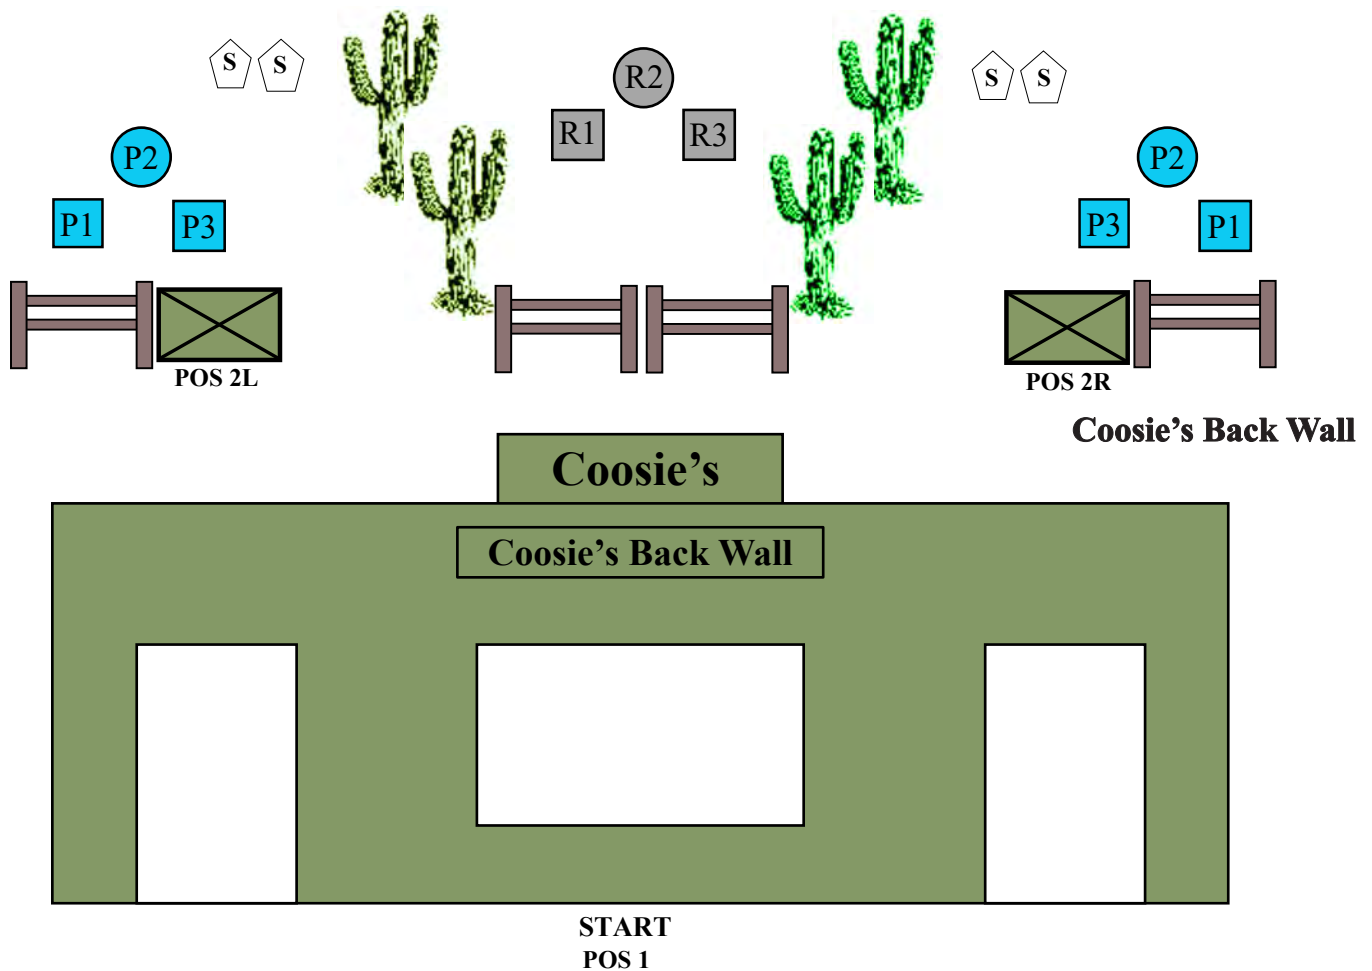 S S S S
R2
R1 R3
P2 P2
P1 P3 P3 P1
POS 2L POS 2R
Coosie's Back Wall
Coosie's
Coosie's Back Wall
START
POS 1